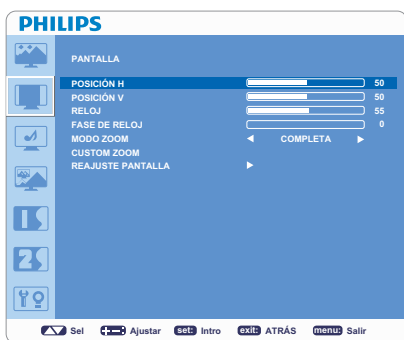 PHILIPS
PANTALLA
POSICIÓN H 50
POSICIÓN V 50
RELOJ 55
FASE DE RELOJ 0
MODO ZOOM COMPLETA
CUSTOM ZOOM
REAJUSTE PANTALLA
Sel Ajustar set: Intro exit: ATRÁS menu: Salir